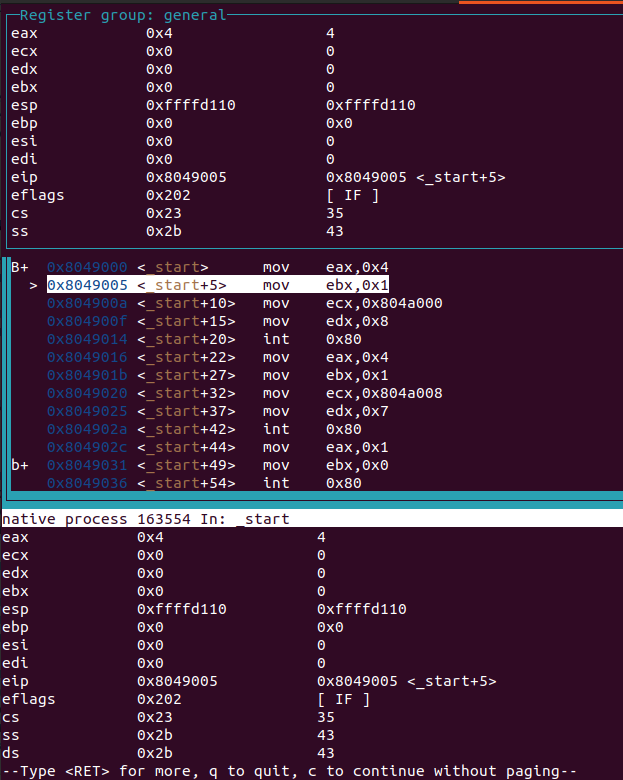 Register group: general
eax 0x4 4
ecx 0x0 0
edx 0x0 0
ebx 0x0 0
esp 0xffffd110 0xffffd110
ebp 0x0 0x0
esi 0x0 0
edi 0x0 0
eip 0x8049005 0x8049005 <_start+5>
eflags 0x202 [ IF ]
cs 0x23 35
ss 0x2b 43
B+ 0x8049000 <_start> mov eax,0x4
> 0x8049005 <_start+5> mov ebx,0x1
0x804900a <_start+10> mov ecx,0x804a000
0x804900f <_start+15> mov edx,0x8
0x8049014 <_start+20> int 0x80
0x8049016 <_start+22> mov eax,0x4
0x804901b <_start+27> mov ebx,0x1
0x8049020 <_start+32> mov ecx,0x804a008
0x8049025 <_start+37> mov edx,0x7
0x804902a <_start+42> int 0x80
0x804902c <_start+44> mov eax,0x1
b+ 0x8049031 <_start+49> mov ebx,0x0
0x8049036 <_start+54> int 0x80
native process 163554 In: _start
eax 0x4 4
ecx 0x0 0
edx 0x0 0
ebx 0x0 0
esp 0xffffd110 0xffffd110
ebp 0x0 0x0
esi 0x0 0
edi 0x0 0
eip 0x8049005 0x8049005 <_start+5>
eflags 0x202 [ IF ]
cs 0x23 35
ss 0x2b 43
ds 0x2b 43
--Type <RET> for more, q to quit, c to continue without paging--